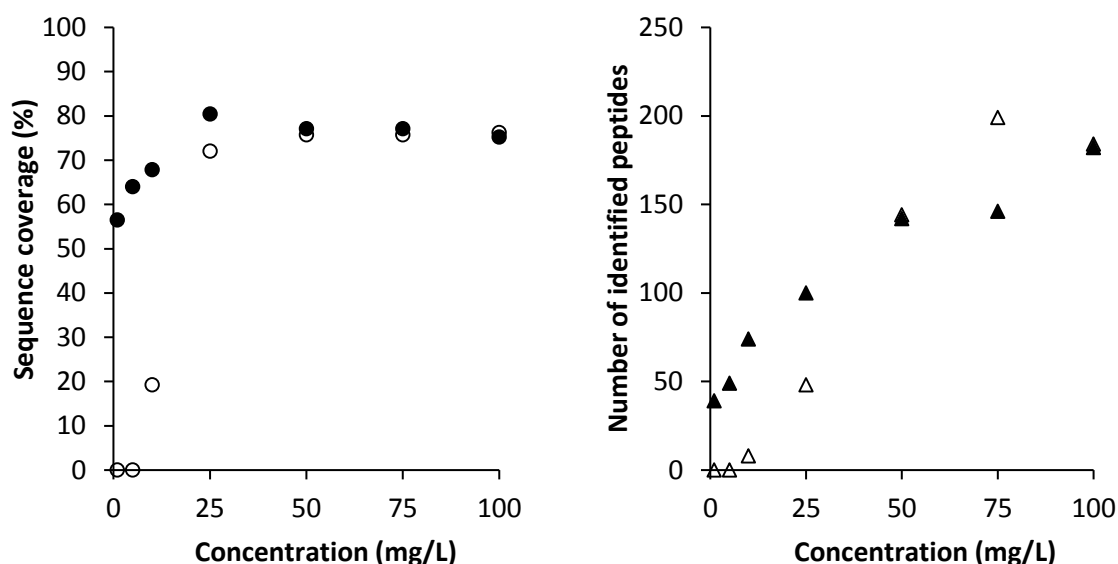 100
90
80
70
60
50
40
30
20
10
0
Sequence coverage (%)
0 25 50 75 100
Concentration (mg/L)
250
200
150
100
50
0
Number of identified peptides
0 25 50 75 100
Concentration (mg/L)